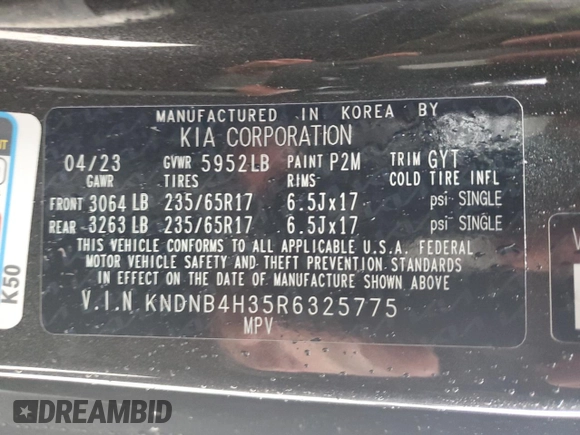 MANUFACTURED IN KOREA BY
KIA CORPORATION
04/23 GVWR 5952LB PAINT P2M TRIM GYT
GAWR TIRES RIMS COLD TIRE INFL
FRONT 3064 LB 235/65R17 6.5Jx17 psi SINGLE
REAR 3263 LB 235/65R17 6.5Jx17 psi SINGLE
THIS VEHICLE CONFORMS TO ALL APPLICABLE U.S.A. FEDERAL
MOTOR VEHICLE SAFETY AND THEFT PREVENTION STANDARDS
IN EFFECT ON THE DATE OF MANUFACTURE SHOWN ABOVE
V.I.N KNDNB4H35R6325775
MPV
K50
DREAMBID